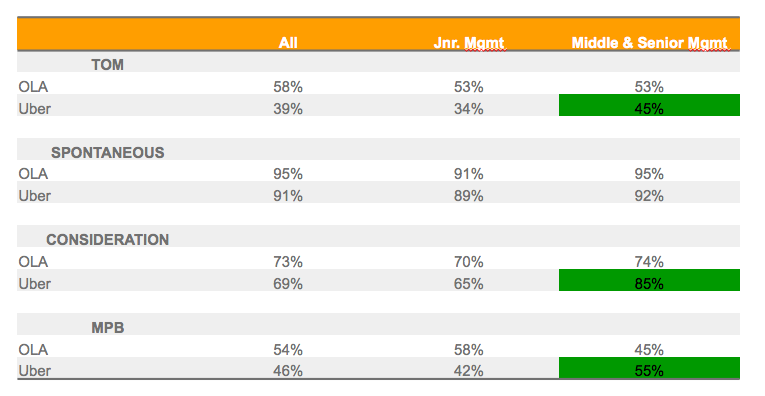 All Jnr. Mgmt Middle & Senior Mgmt
TOM
OLA 58% 53% 53%
Uber 39% 34% 45%
SPONTANEOUS
OLA 95% 91% 95%
Uber 91% 89% 92%
CONSIDERATION
OLA 73% 70% 74%
Uber 69% 65% 85%
MPB
OLA 54% 58% 45%
Uber 46% 42% 55%